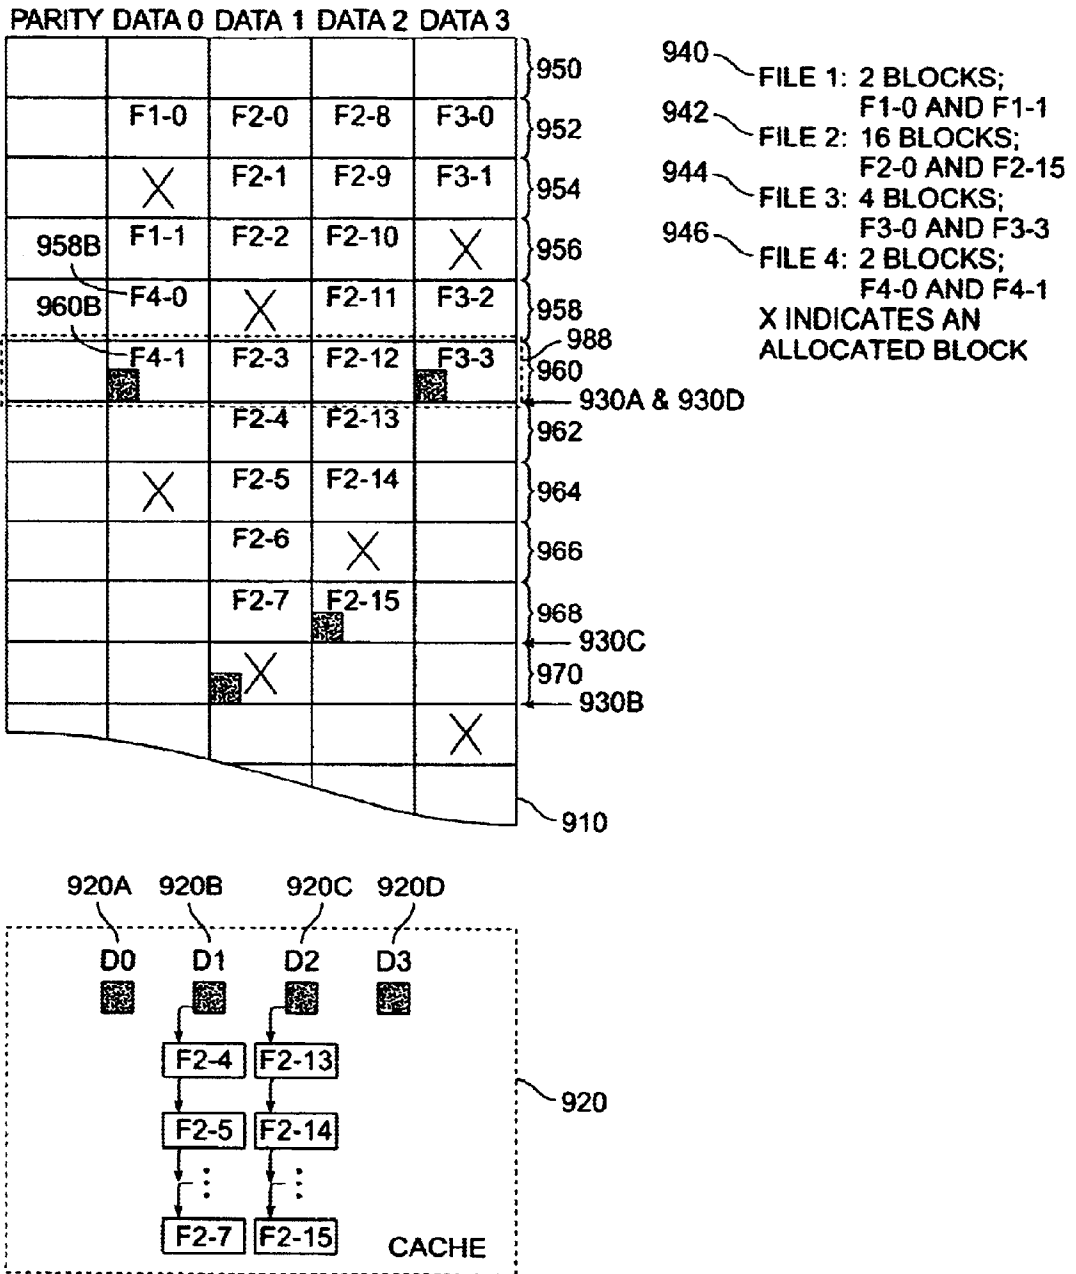 PARITY DATA 0 DATA 1 DATA 2 DATA 3
950
F1-0 F2-0 F2-8 F3-0 952
X F2-1 F2-9 F3-1 954
958B F1-1 F2-2 F2-10 X 956
960B F4-0 X F2-11 F3-2 958
988
F4-1 F2-3 F2-12 F3-3 960
930A & 930D
F2-4 F2-13 962
X F2-5 F2-14 964
F2-6 X 966
F2-7 F2-15 968
930C
X 970
930B
X
910
940 FILE 1: 2 BLOCKS;
F1-0 AND F1-1
942 FILE 2: 16 BLOCKS;
F2-0 AND F2-15
944 FILE 3: 4 BLOCKS;
F3-0 AND F3-3
946 FILE 4: 2 BLOCKS;
F4-0 AND F4-1
X INDICATES AN
ALLOCATED BLOCK
920A 920B 920C 920D
D0 D1 D2 D3
F2-4 F2-13
920
F2-5 F2-14
F2-7 F2-15
CACHE